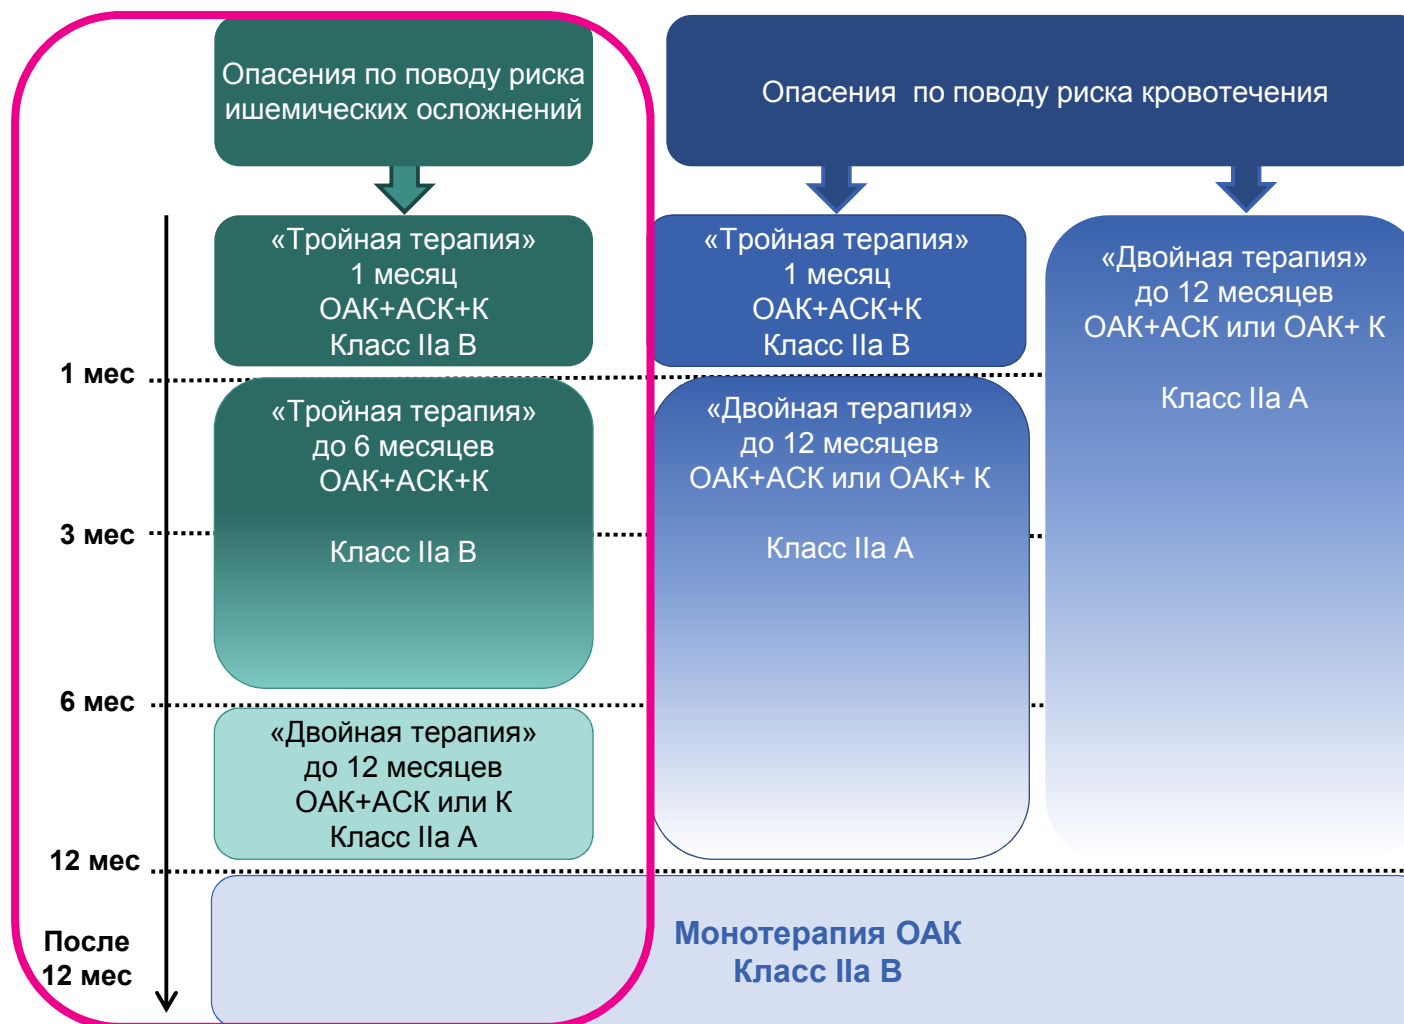 Опасения по поводу риска
ишемических осложнений
Опасения по поводу риска кровотечения
«Тройная терапия»
1 месяц
ОАК+АСК+К
Класс IIa B
«Тройная терапия»
1 месяц
ОАК+АСК+К
Класс IIa B
«Двойная терапия»
до 12 месяцев
ОАК+АСК или ОАК+ К
Класс IIa A
1 мес
«Тройная терапия»
до 6 месяцев
ОАК+АСК+К
Класс IIa B
«Двойная терапия»
до 12 месяцев
ОАК+АСК или ОАК+ К
Класс IIa A
3 мес
6 мес
«Двойная терапия»
до 12 месяцев
ОАК+АСК или К
Класс IIa A
12 мес
После
12 мес
Монотерапия ОАК
Класс IIa B